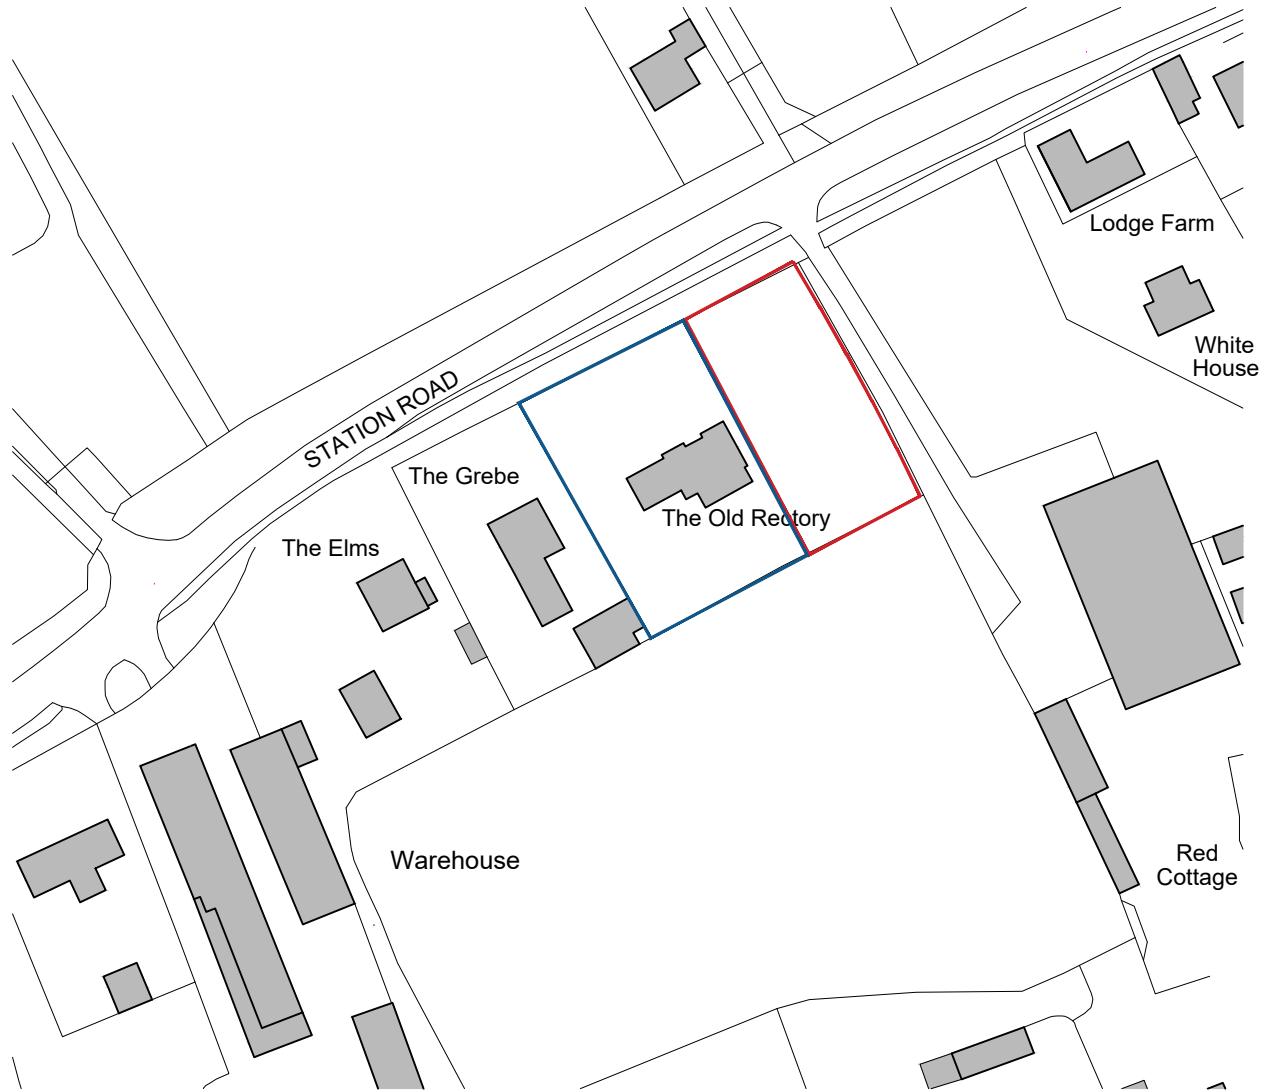 Lodge Farm
White
House
STATION ROAD
The Grebe
The Old Rectory
The Elms
Warehouse
Red
Cottage